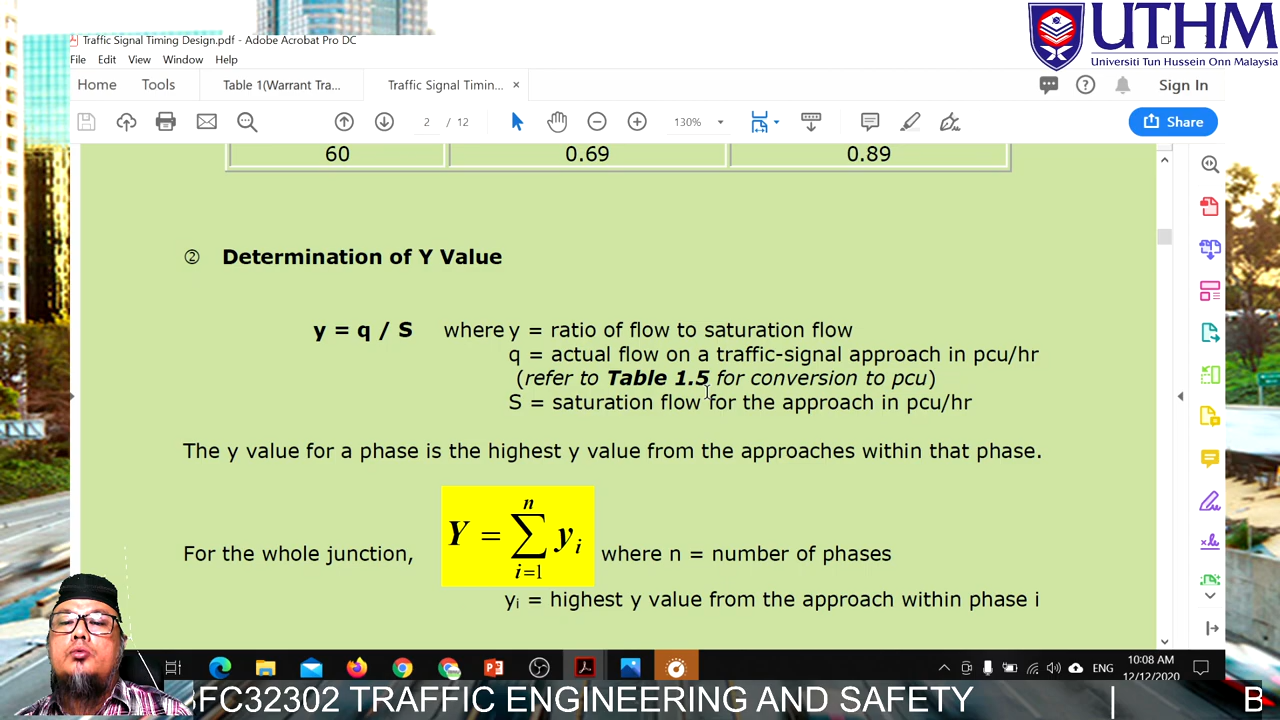 UTHM
Universiti Tun Hussein Onn Malaysia
Traffic Signal Timing Design.pdf - Adobe Acrobat Pro DC
File Edit View Window Help
Home Tools Table 1(Warrant Tra... Traffic Signal Timin... × Sign In
2 / 12 130% Share
60 0.69 0.89
② Determination of Y Value
y = q / S where y = ratio of flow to saturation flow
q = actual flow on a traffic-signal approach in pcu/hr
(refer to Table 1.5 for conversion to pcu)
S = saturation flow for the approach in pcu/hr
The y value for a phase is the highest y value from the approaches within that phase.
For the whole junction, Y = ∑ⁿᵢ₌₁ yᵢ where n = number of phases
yᵢ = highest y value from the approach within phase i
ENG 10:08 AM
12/12/2020
FC32302 TRAFFIC ENGINEERING AND SAFETY | B